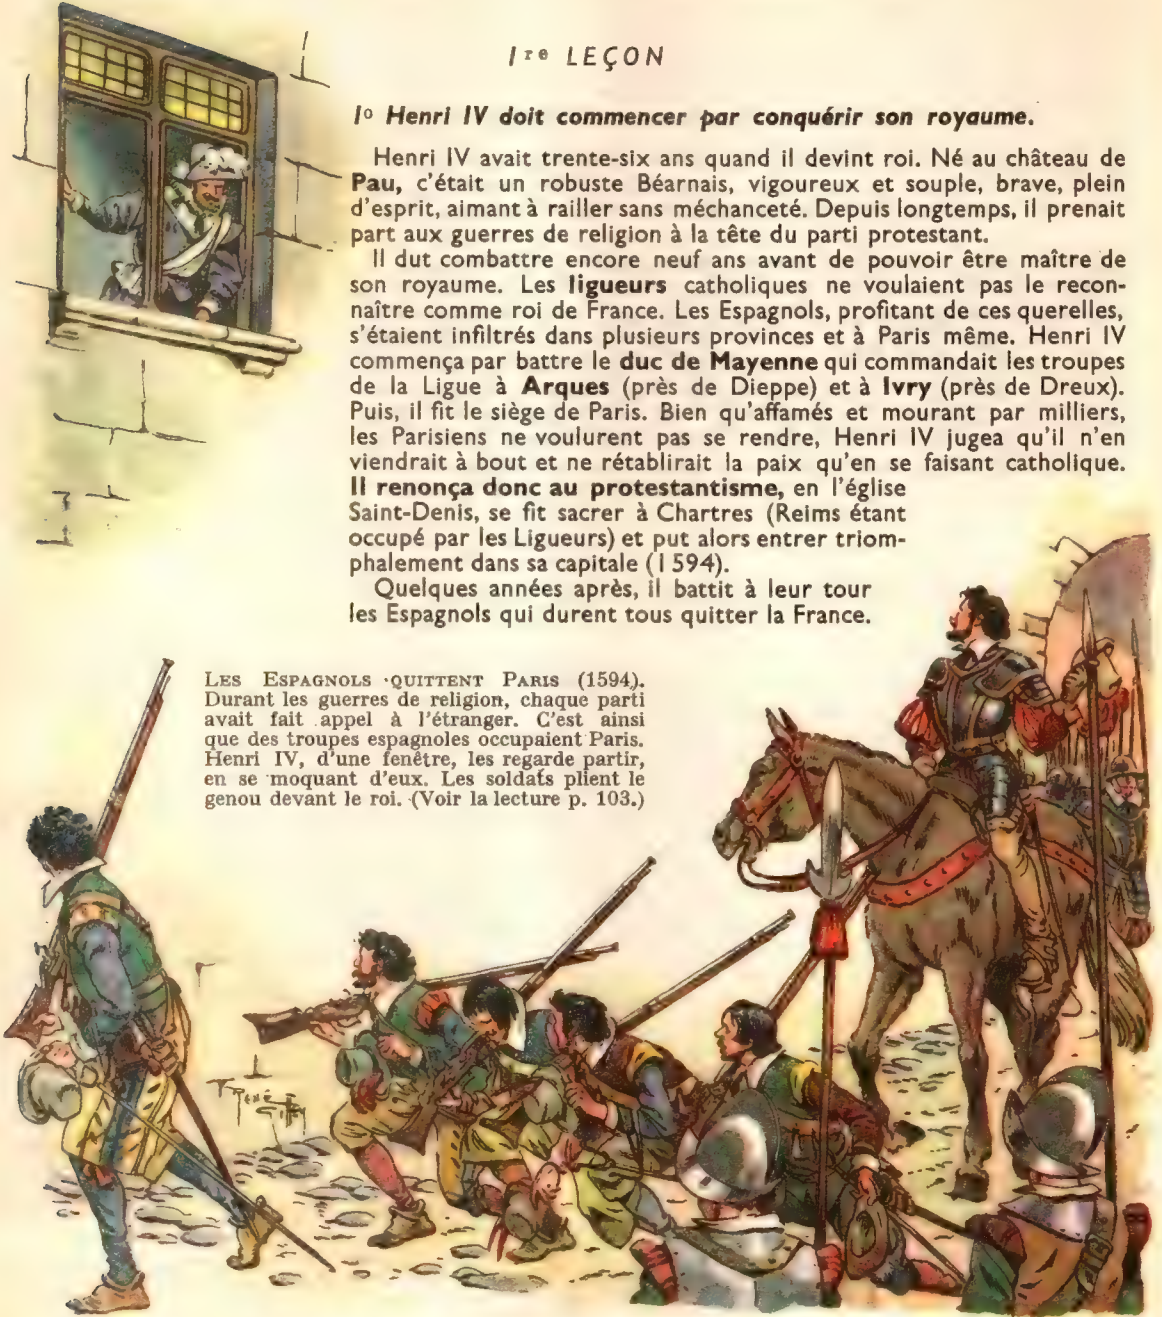 1re LEÇON
1o Henri IV doit commencer par conquérir son royaume.
Henri IV avait trente-six ans quand il devint roi. Né au château de
Pau, c'était un robuste Béarnais, vigoureux et souple, brave, plein
d'esprit, aimant à railler sans méchanceté. Depuis longtemps, il prenait
part aux guerres de religion à la tête du parti protestant.
Il dut combattre encore neuf ans avant de pouvoir être maître de
son royaume. Les ligueurs catholiques ne voulaient pas le recon-
naître comme roi de France. Les Espagnols, profitant de ces querelles,
s'étaient infiltrés dans plusieurs provinces et à Paris même. Henri IV
commença par battre le duc de Mayenne qui commandait les troupes
de la Ligue à Arques (près de Dieppe) et à Ivry (près de Dreux).
Puis, il fit le siège de Paris. Bien qu'affamés et mourant par milliers,
les Parisiens ne voulurent pas se rendre, Henri IV jugea qu'il n'en
viendrait à bout et ne rétablirait la paix qu'en se faisant catholique.
Il renonça donc au protestantisme, en l'église
Saint-Denis, se fit sacrer à Chartres (Reims étant
occupé par les Ligueurs) et put alors entrer triom-
phalement dans sa capitale (1594).
Quelques années après, il battit à leur tour
les Espagnols qui durent tous quitter la France.
LES ESPAGNOLS QUITTENT PARIS (1594).
Durant les guerres de religion, chaque parti
avait fait appel à l'étranger. C'est ainsi
que des troupes espagnoles occupaient Paris.
Henri IV, d'une fenêtre, les regarde partir,
en se moquant d'eux. Les soldats plient le
genou devant le roi. (Voir la lecture p. 103.)
René
Giffey